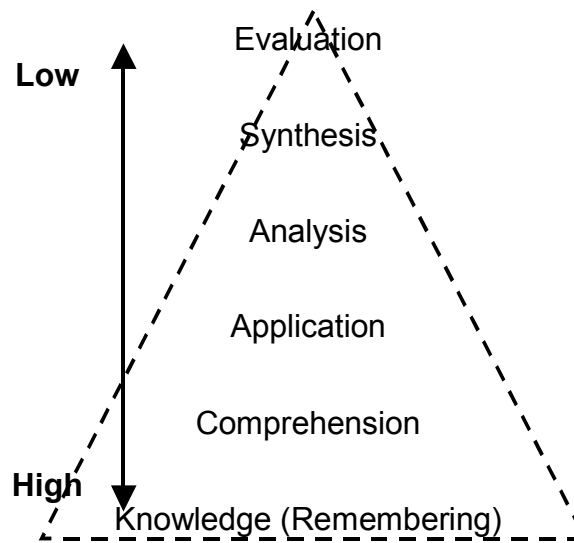 Evaluation
Low
Synthesis
Analysis
Application
Comprehension
High
Knowledge (Remembering)